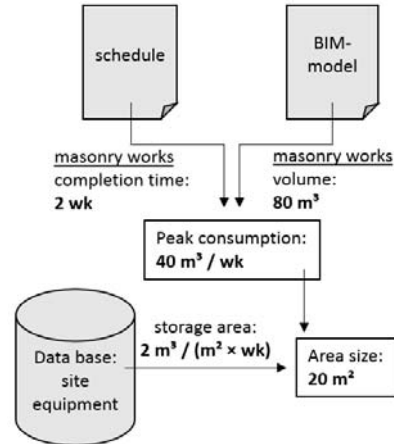 schedule
BIM-
model
masonry works
completion time:
2 wk
masonry works
volume:
80 m³
Peak consumption:
40 m³ / wk
storage area:
2 m³ / (m² × wk)
Data base:
site
equipment
Area size:
20 m²